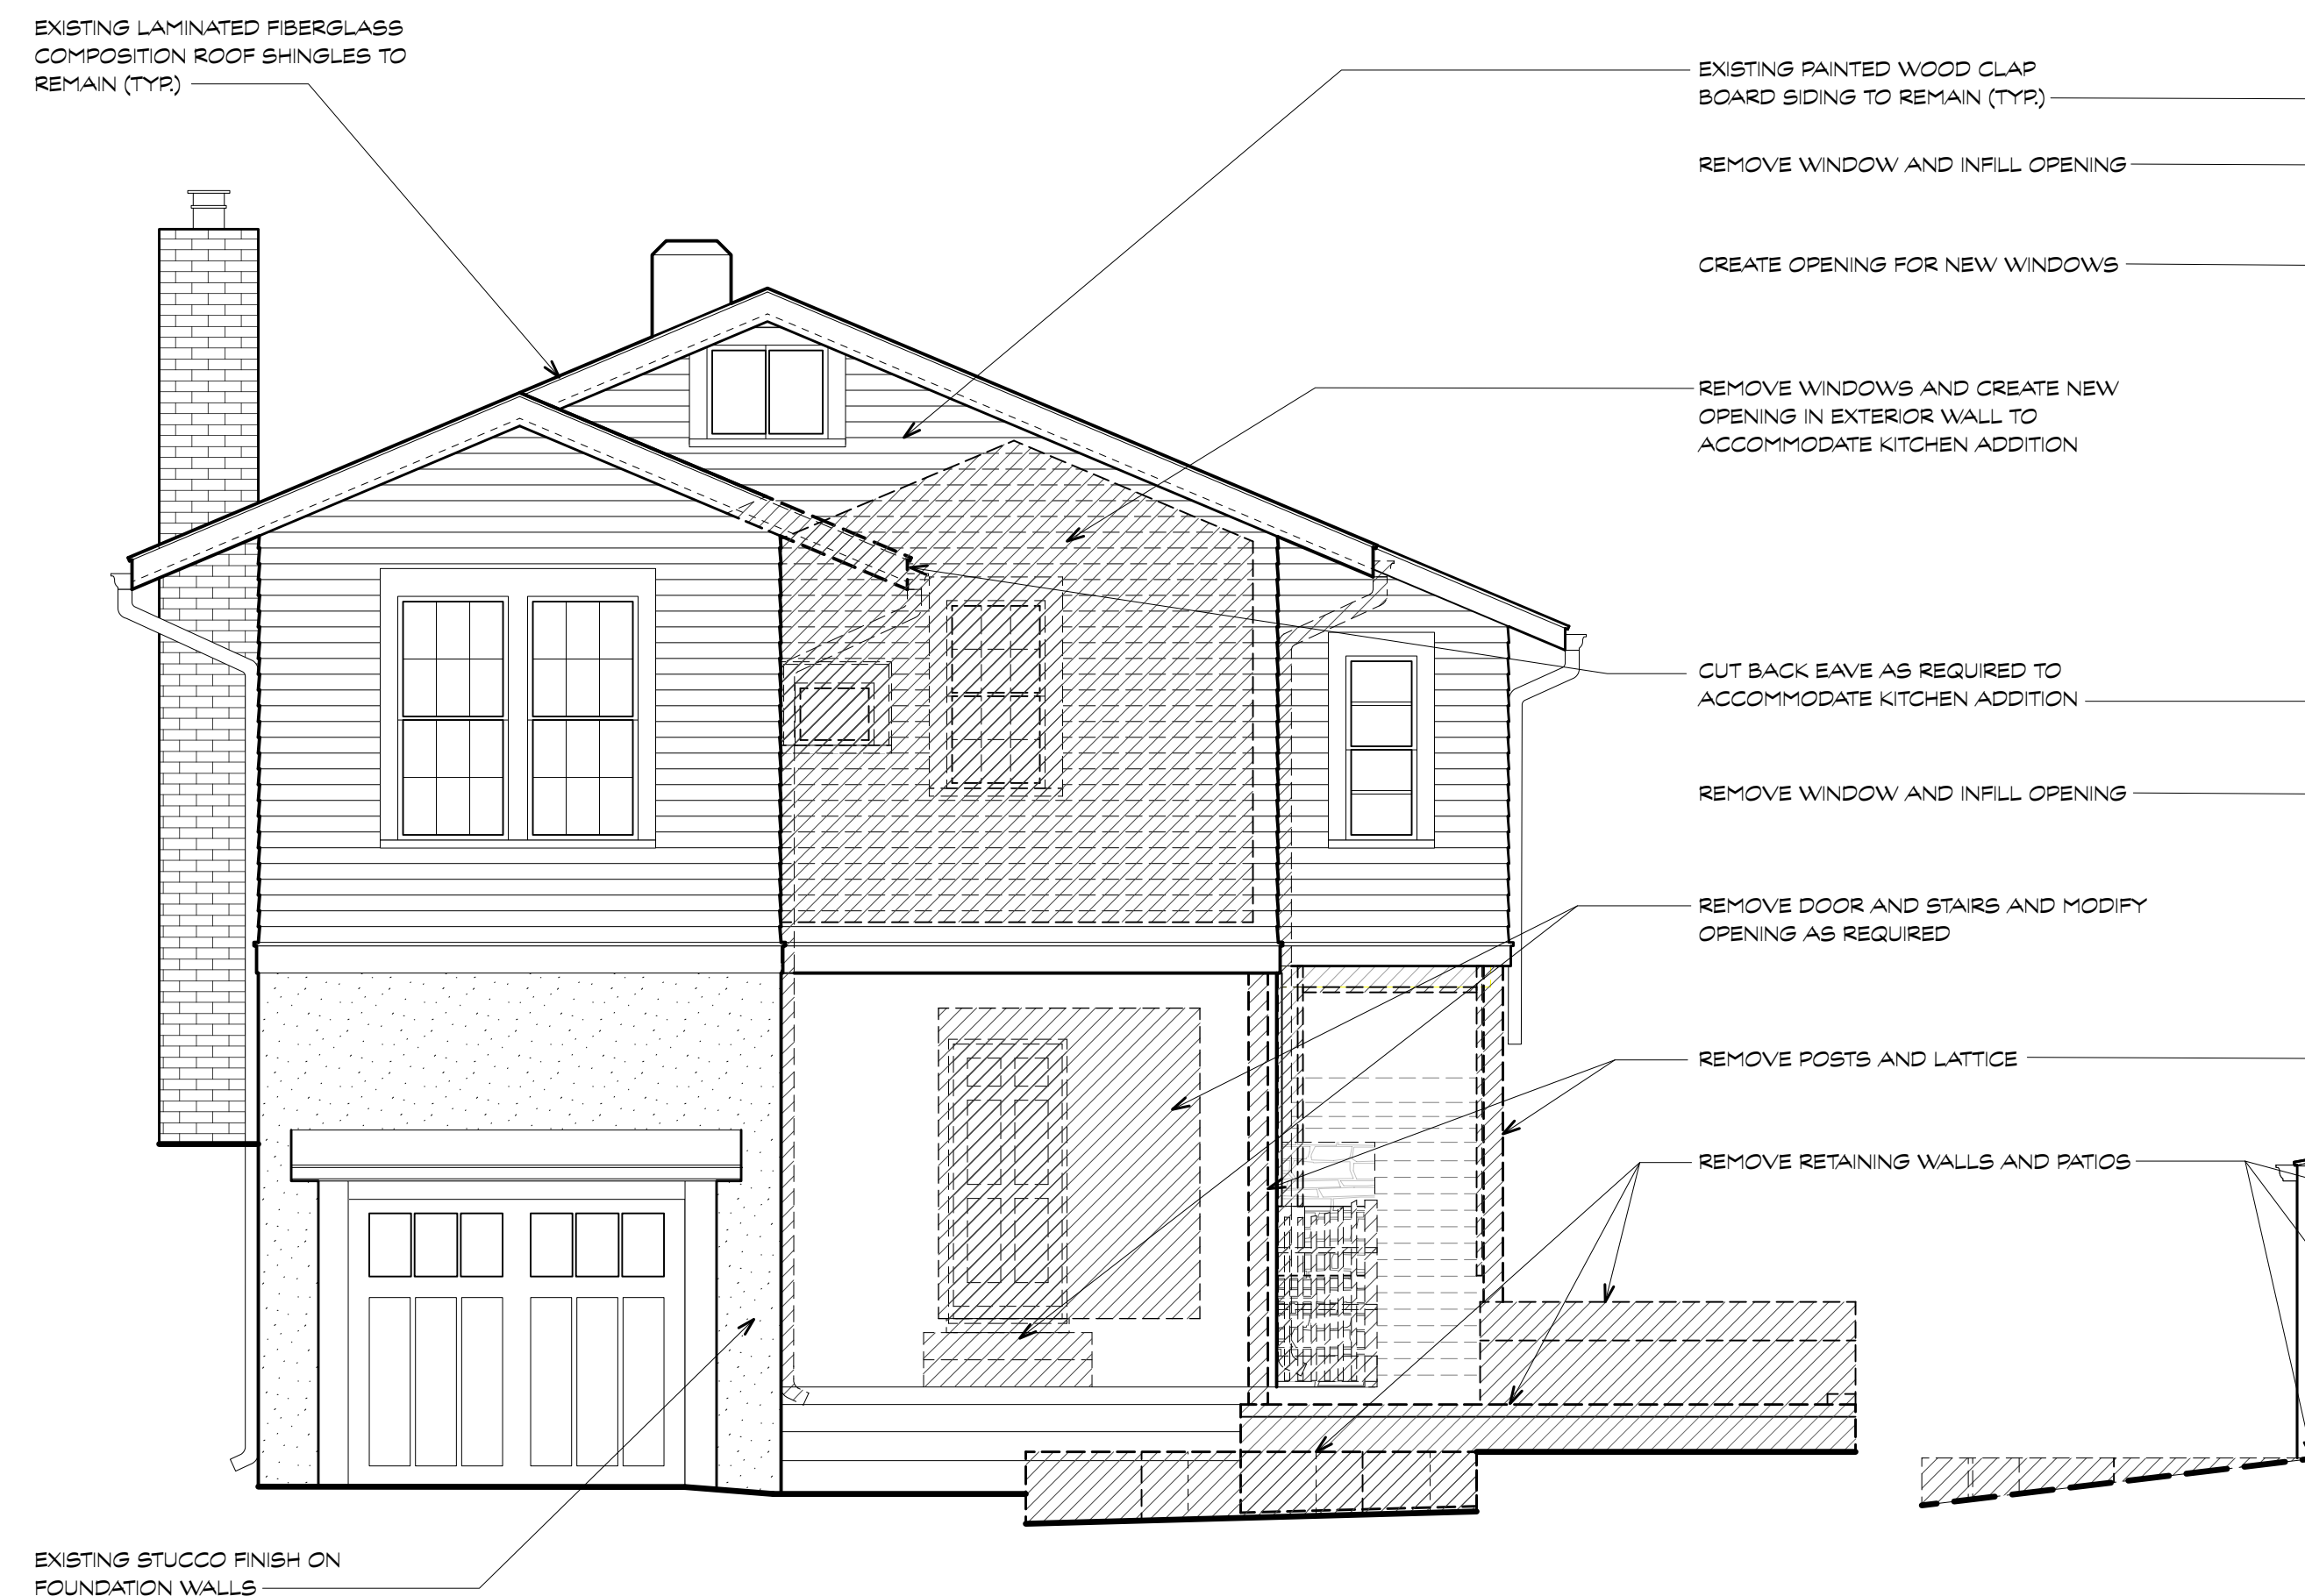 EXISTING LAMINATED FIBERGLASS
COMPOSITION ROOF SHINGLES TO
REMAIN (TYP.)
EXISTING PAINTED WOOD CLAP
BOARD SIDING TO REMAIN (TYP.)
REMOVE WINDOW AND INFILL OPENING
CREATE OPENING FOR NEW WINDOWS
REMOVE WINDOWS AND CREATE NEW
OPENING IN EXTERIOR WALL TO
ACCOMMODATE KITCHEN ADDITION
CUT BACK EAVE AS REQUIRED TO
ACCOMMODATE KITCHEN ADDITION
REMOVE WINDOW AND INFILL OPENING
REMOVE DOOR AND STAIRS AND MODIFY
OPENING AS REQUIRED
REMOVE POSTS AND LATTICE
REMOVE RETAINING WALLS AND PATIOS
EXISTING STUCCO FINISH ON
FOUNDATION WALLS